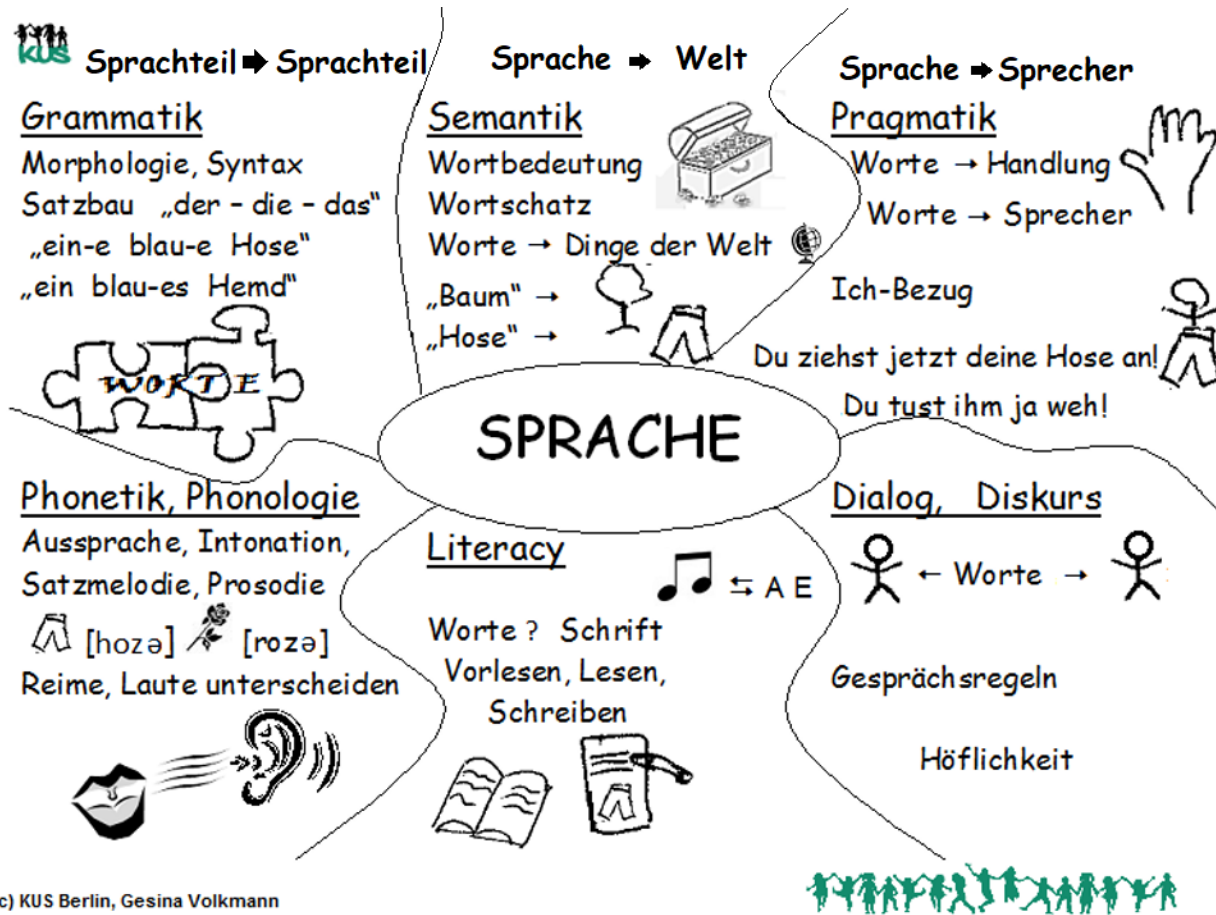 KUS
Sprachteil ➡ Sprachteil
Grammatik
Morphologie, Syntax
Satzbau „der – die – das“
„ein-e blau-e Hose“
„ein blau-es Hemd“
WORTE
Sprache ➡ Welt
Semantik
Wortbedeutung
Wortschatz
Worte → Dinge der Welt
„Baum“ →
„Hose“ →
Sprache ➡ Sprecher
Pragmatik
Worte → Handlung
Worte → Sprecher
Ich-Bezug
Du ziehst jetzt deine Hose an!
Du tust ihm ja weh!
SPRACHE
Phonetik, Phonologie
Aussprache, Intonation,
Satzmelodie, Prosodie
[hozə] [rozə]
Reime, Laute unterscheiden
Literacy
⇆ A E
Worte ? Schrift
Vorlesen, Lesen,
Schreiben
Dialog, Diskurs
← Worte →
Gesprächsregeln
Höflichkeit
c) KUS Berlin, Gesina Volkmann